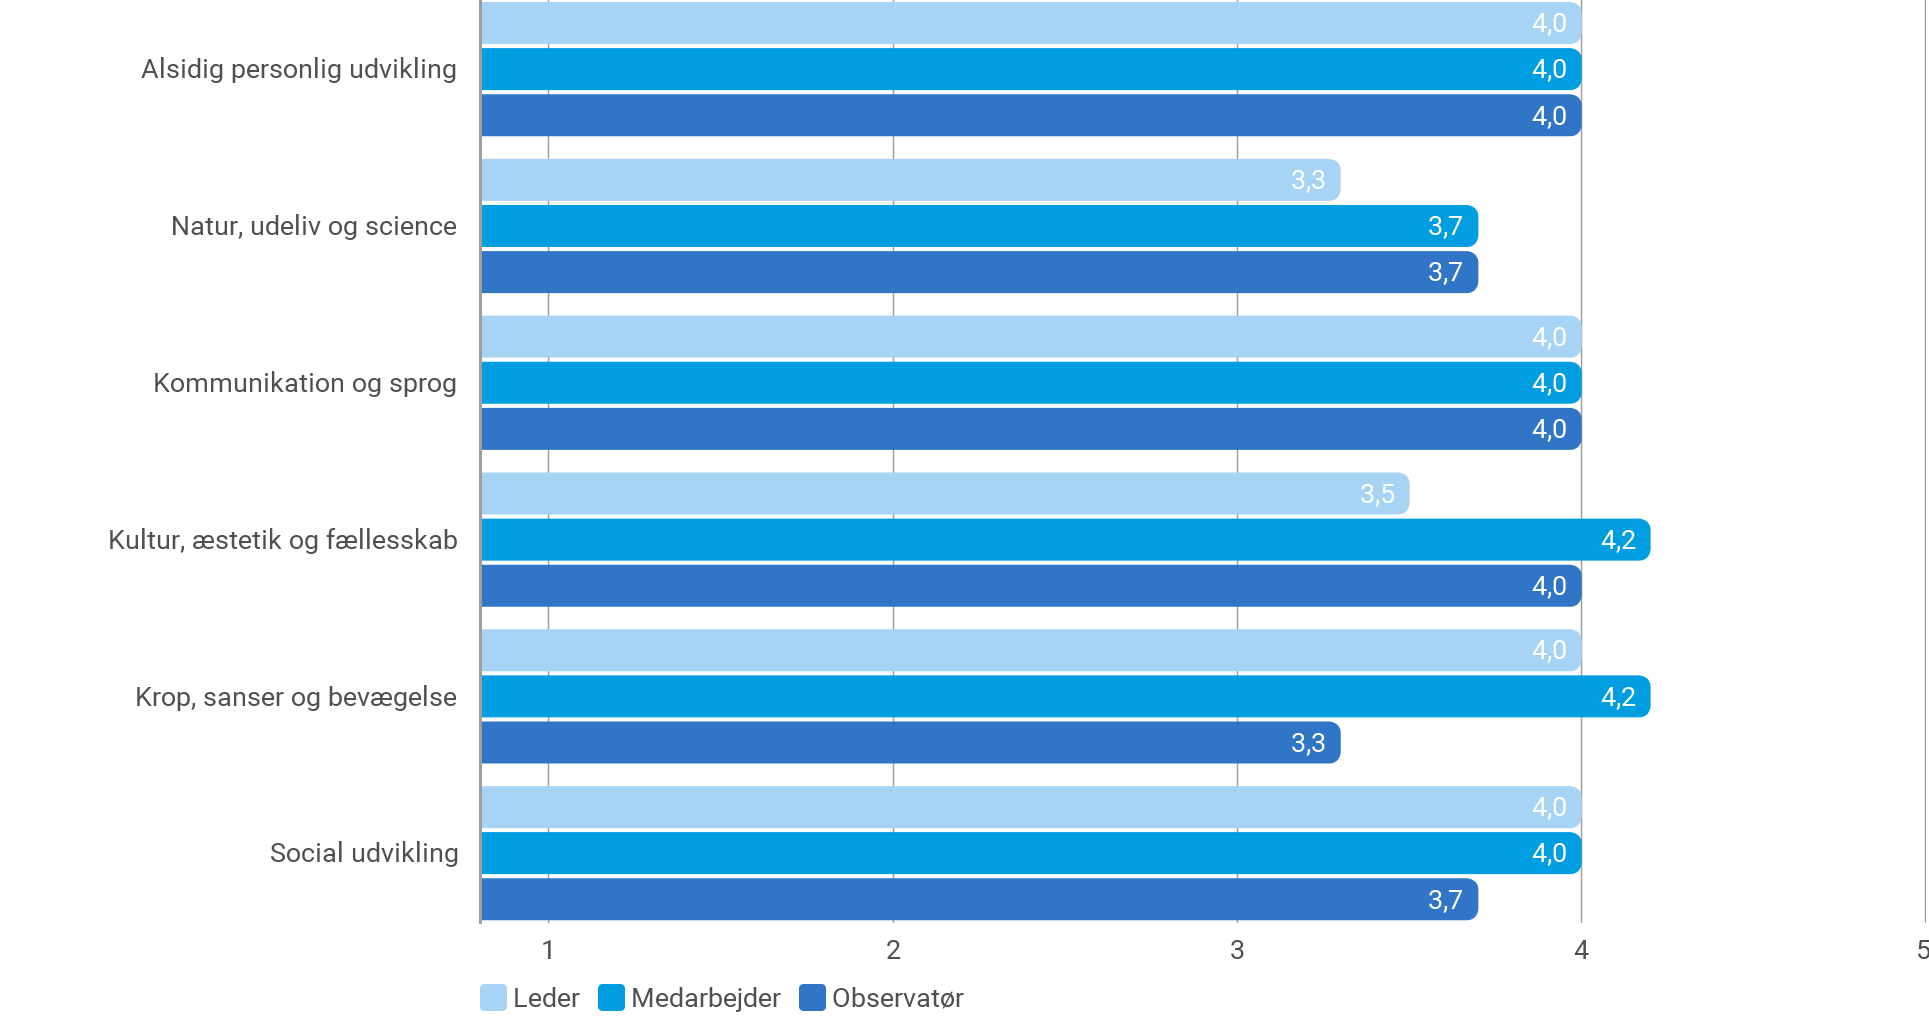 4,0
Alsidig personlig udvikling 4,0
4,0
3,3
Natur, udeliv og science 3,7
3,7
4,0
Kommunikation og sprog 4,0
4,0
3,5
Kultur, æstetik og fællesskab 4,2
4,0
4,0
Krop, sanser og bevægelse 4,2
3,3
4,0
Social udvikling 4,0
3,7
1 2 3 4 5
Leder Medarbejder Observatør